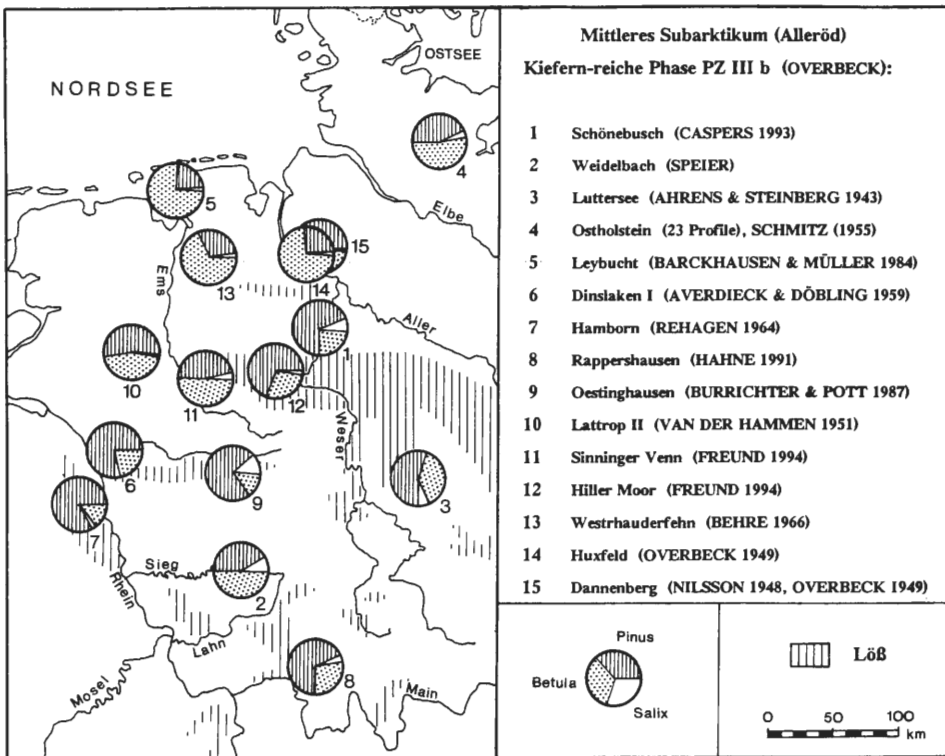 NORDSEE
OSTSEE
Elbe
Ems
Aller
Weser
Rhein
Sieg
Lahn
Mosel
Main
4
5
15
13
14
1
10
11
12
6
9
3
7
2
8
Mittleres Subarktikum (Alleröd)
Kiefern-reiche Phase PZ III b (OVERBECK):
1 Schönebusch (CASPERS 1993)
2 Weidelbach (SPEIER)
3 Luttersee (AHRENS & STEINBERG 1943)
4 Ostholstein (23 Profile), SCHMITZ (1955)
5 Leybucht (BARCKHAUSEN & MÜLLER 1984)
6 Dinslaken I (AVERDIECK & DÖBLING 1959)
7 Hamborn (REHAGEN 1964)
8 Rappershausen (HAHNE 1991)
9 Oestinghausen (BURRICHTER & POTT 1987)
10 Lattrop II (VAN DER HAMMEN 1951)
11 Sinninger Venn (FREUND 1994)
12 Hiller Moor (FREUND 1994)
13 Westrhauderfehn (BEHRE 1966)
14 Huxfeld (OVERBECK 1949)
15 Dannenberg (NILSSON 1948, OVERBECK 1949)
Pinus
Betula
Salix
Löß
0 50 100
km